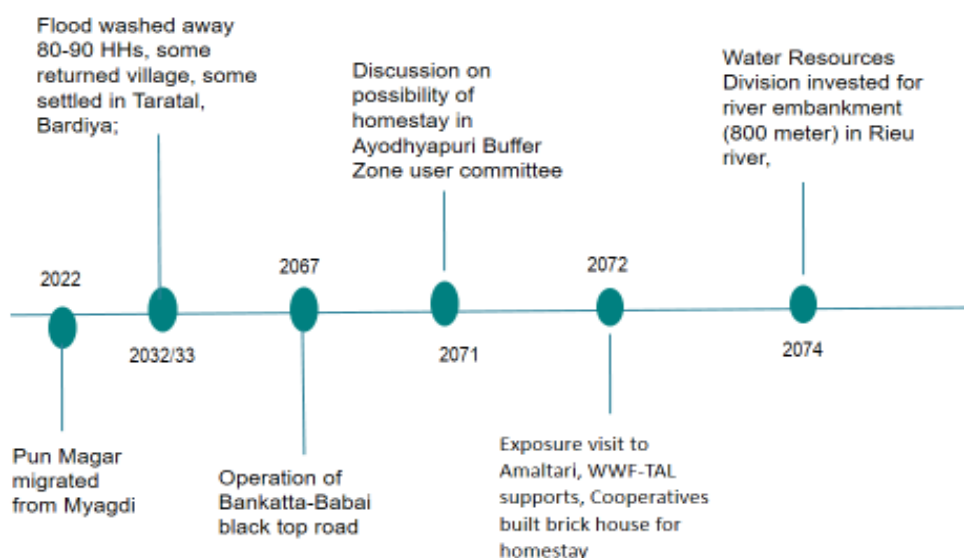 Flood washed away
80-90 HHs, some
returned village, some
settled in Taratal,
Bardiya;
Discussion on
possibility of
homestay in
Ayodhyapuri Buffer
Zone user committee
Water Resources
Division invested for
river embankment
(800 meter) in Rieu
river,
2022
2067
2072
2032/33
2071
2074
Pun Magar
migrated
from Myagdi
Operation of
Bankatta-Babai
black top road
Exposure visit to
Amaltari, WWF-TAL
supports, Cooperatives
built brick house for
homestay